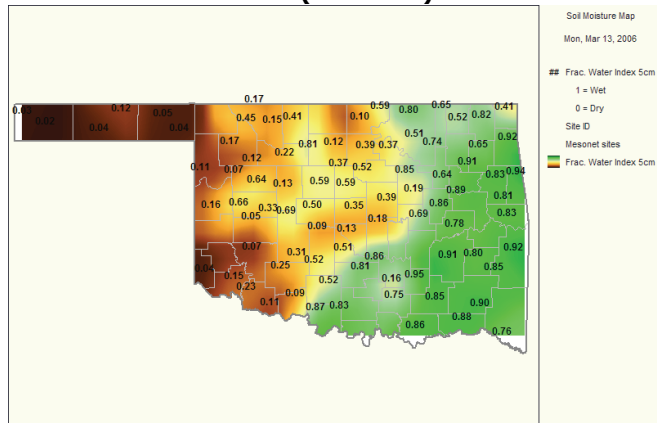 Soil Moisture Map
Mon, Mar 13, 2006
## Frac. Water Index 5cm
1 = Wet
0 = Dry
Site ID
Mesonet sites
Frac. Water Index 5cm
0.17
0.59 0.80 0.65 0.52 0.82 0.41
0.02 0.04 0.12 0.05 0.04
0.45 0.15 0.41 0.10
0.17 0.22 0.81 0.12 0.39 0.37 0.51 0.74 0.65 0.92
0.11 0.07 0.12 0.37 0.52 0.85 0.91
0.64 0.13 0.59 0.59 0.19 0.64 0.89 0.83 0.94
0.16 0.66 0.33 0.69 0.50 0.35 0.39 0.86 0.81
0.05 0.09 0.13 0.18 0.69 0.78 0.83
0.07 0.31 0.52 0.51 0.86 0.91 0.80 0.92
0.04 0.15 0.25 0.81 0.16 0.95 0.85
0.23 0.09 0.52 0.75 0.85 0.90
0.11 0.87 0.83 0.86 0.88 0.76